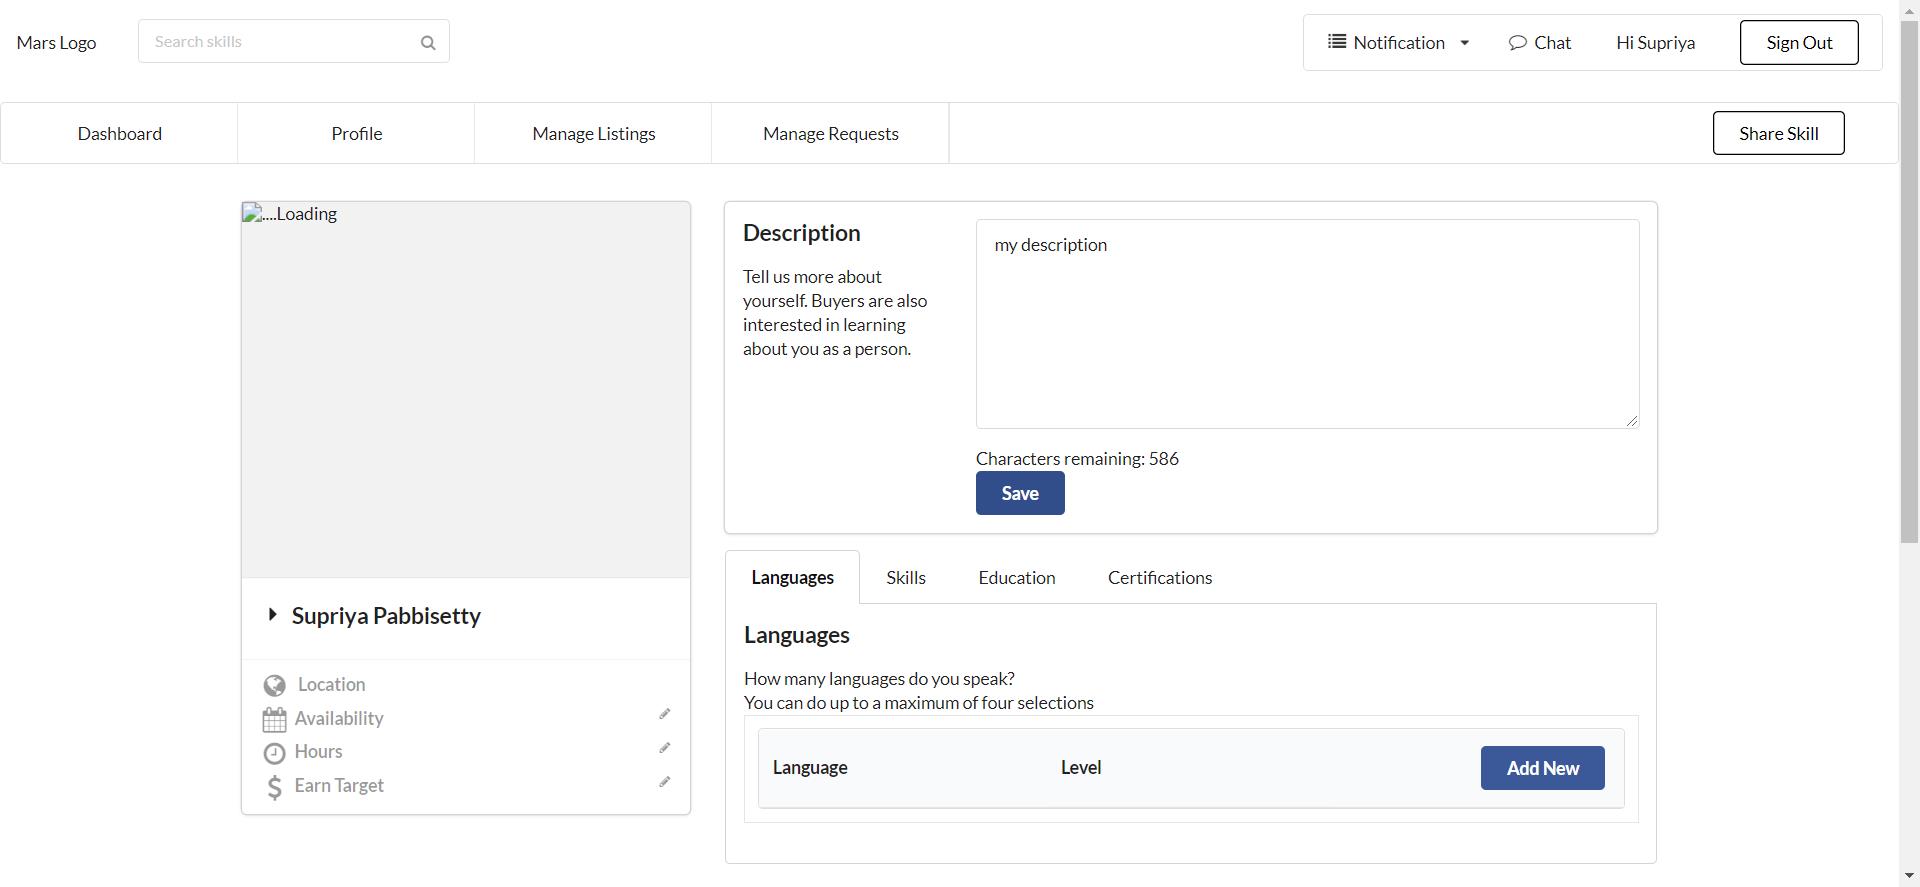 Mars Logo
Search skills
Notification
Chat
Hi Supriya
Sign Out
Dashboard
Profile
Manage Listings
Manage Requests
Share Skill
....Loading
Supriya Pabbisetty
Location
Availability
Hours
Earn Target
Description
Tell us more about
yourself. Buyers are also
interested in learning
about you as a person.
my description
Characters remaining: 586
Save
Languages
Skills
Education
Certifications
Languages
How many languages do you speak?
You can do up to a maximum of four selections
Language
Level
Add New